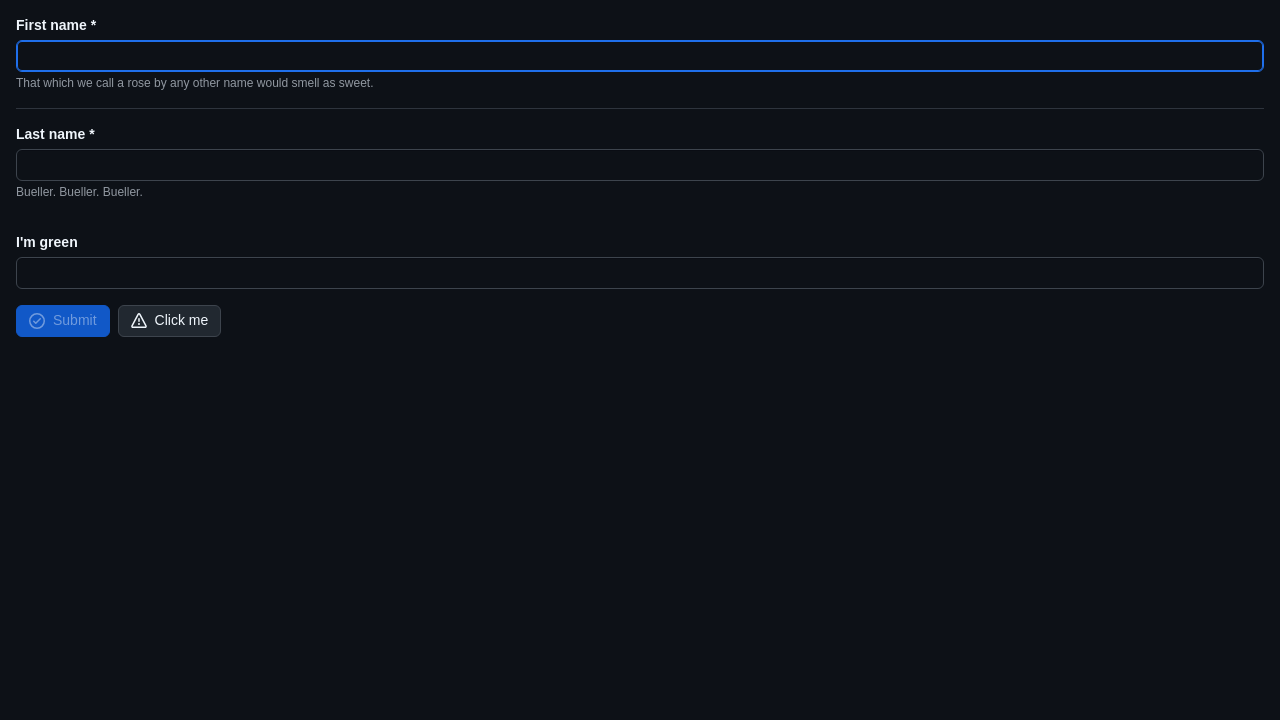 First name *
That which we call a rose by any other name would smell as sweet.
Last name *
Bueller. Bueller. Bueller.
I'm green
Submit
Click me